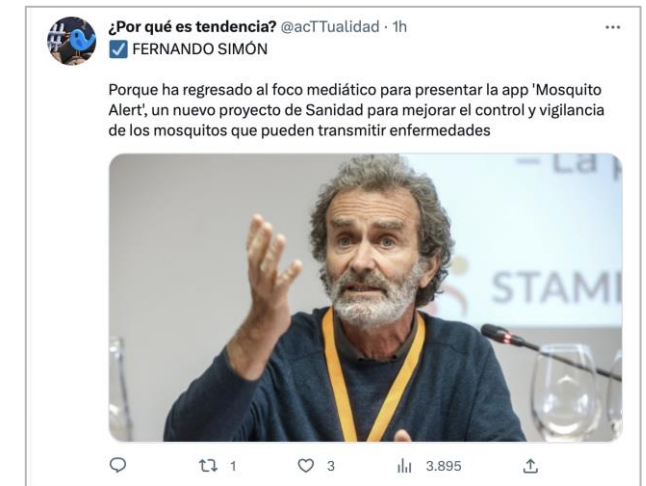 ¿Por qué es tendencia? @acTTualidad · 1h
FERNANDO SIMÓN
Porque ha regresado al foco mediático para presentar la app 'Mosquito
Alert', un nuevo proyecto de Sanidad para mejorar el control y vigilancia
de los mosquitos que pueden transmitir enfermedades
– La
STAM
1 3 3.895